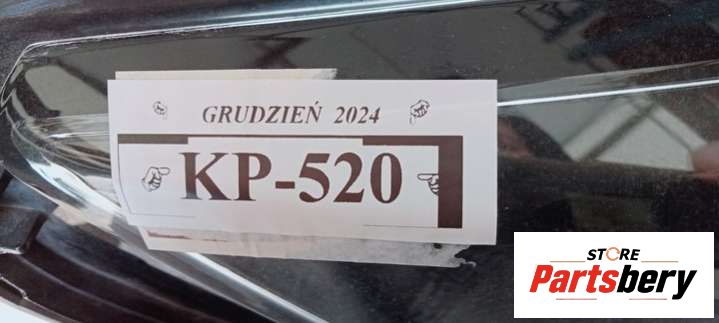 GRUDZIEŃ 2024
KP-520
STORE
Partsbery